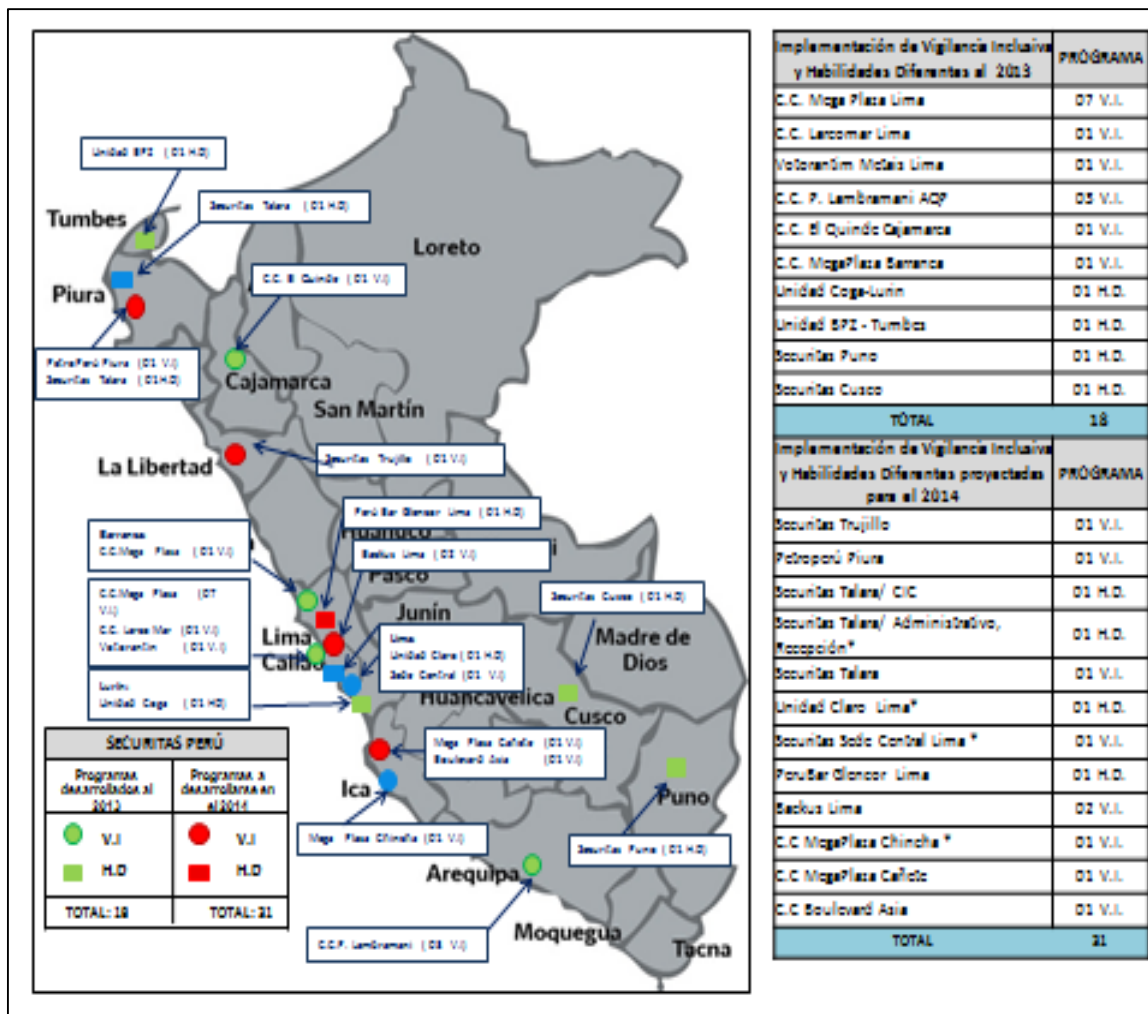 Unidad BPZ (01 H.D)
Securitas Talara (01 H.D)
Tumbes
Loreto
C.C. El Quinde (01 V.I)
Piura
PetroPerú Piura (01 V.I)
Securitas Talara (01 H.D)
Cajamarca
San Martín
La Libertad
Securitas Trujillo (01 V.I)
Perú Bar Glencor Lima (01 H.D)
Huánuco
Barranca:
C.C.Mega Plaza (01 V.I)
Backus Lima (02 V.I)
Pasco
Securitas Cusco (01 H.D)
C.C.Mega Plaza (07
V.I)
C.C. Larco Mar (01 V.I)
Votorantin (01 V.I)
Junín
Lima
Callao
Lima:
Unidad Claro (01 H.D)
Sede Central (01 V.I)
Madre de
Dios
Lurín:
Unidad Coga (01 HD)
Huancavelica
Cusco
Mega Plaza Cañete (01 V.I)
Boulevard Asia (01 V.I)
Ica
Puno
Mega Plaza Chincha (01 V.I)
Securitas Puno (01 H.D)
Arequipa
C.C.P. Lambramani (03 V.I)
Moquegua
Tacna
SECURITAS PERÚ
Programas
desarrollados al
2013
Programas a
desarrollarse en
el 2014
V.I
V.I
H.D
H.D
TOTAL: 18
TOTAL: 31
Implementación de Vigilancia Inclusiva
y Habilidades Diferentes al 2013
PROGRAMA
C.C. Mega Plaza Lima 07 V.I.
C.C. Larcomar Lima 01 V.I.
Votorantim Metais Lima 01 V.I.
C.C. P. Lambramani AQP 03 V.I.
C.C. El Quinde Cajamarca 01 V.I.
C.C. MegaPlaza Barranca 01 V.I.
Unidad Coga-Lurin 01 H.D.
Unidad BPZ - Tumbes 01 H.D.
Securitas Puno 01 H.D.
Securitas Cusco 01 H.D.
TOTAL 18
Implementación de Vigilancia Inclusiva
y Habilidades Diferentes proyectadas
para el 2014
PROGRAMA
Securitas Trujillo 01 V.I.
Petroperú Piura 01 V.I.
Securitas Talara/ CIC 01 H.D.
Securitas Talara/ Administrativo,
Recepción* 01 H.D.
Securitas Talara 01 V.I.
Unidad Claro Lima* 01 H.D.
Securitas Sede Central Lima * 01 V.I.
PeruBar Glencor Lima 01 H.D.
Backus Lima 02 V.I.
C.C MegaPlaza Chincha * 01 V.I.
C.C MegaPlaza Cañete 01 V.I.
C.C Boulevard Asia 01 V.I.
TOTAL 31